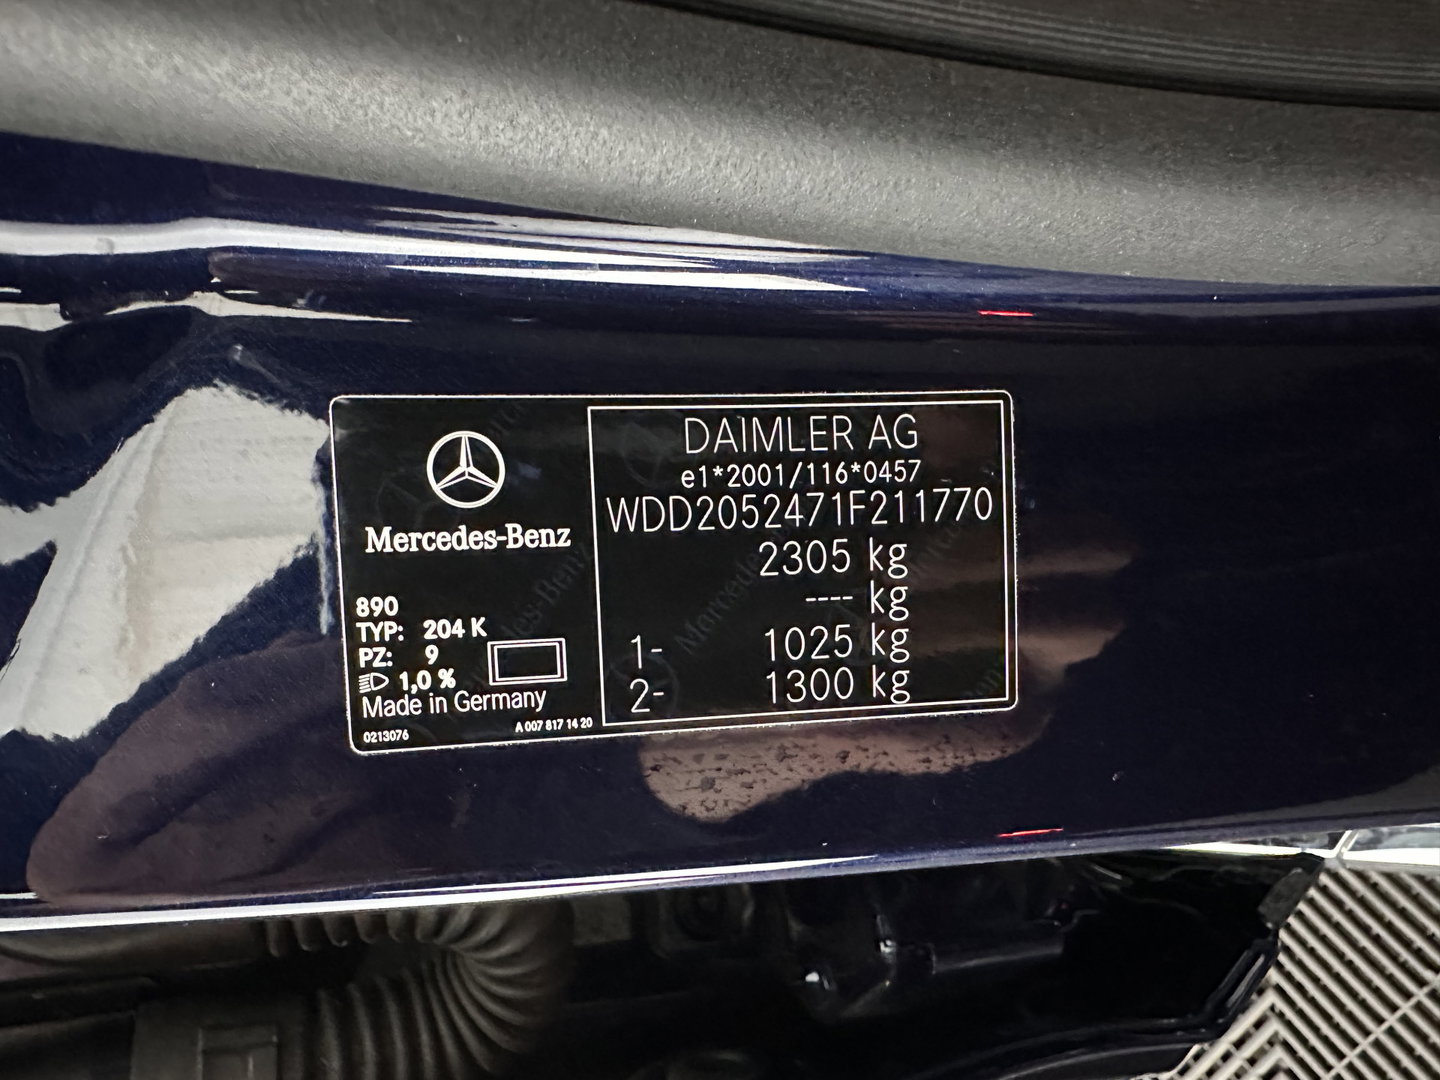 Mercedes-Benz
890
TYP: 204 K
PZ: 9
1,0 %
Made in Germany
0213076
A 007 817 14 20
DAIMLER AG
e1*2001/116*0457
WDD2052471F211770
2305 kg
---- kg
1- 1025 kg
2- 1300 kg